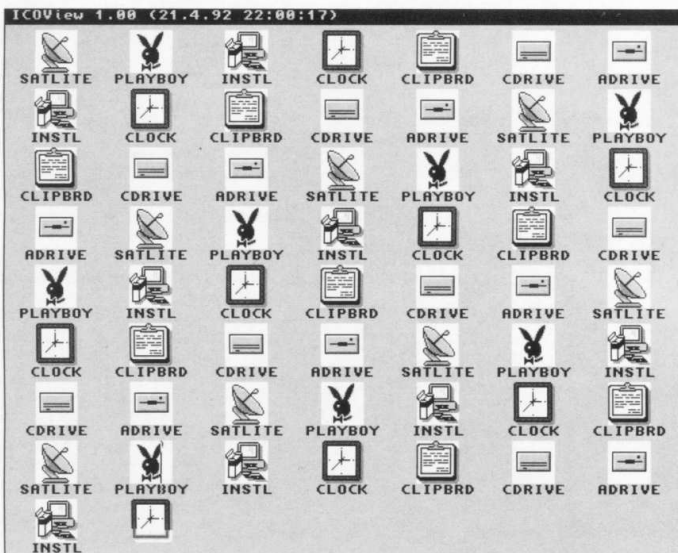 ICOView 1.00 (21.4.92 22:00:17)
SATLITE PLAYBOY INSTL CLOCK CLIPBRD CDRIVE ADRIVE
INSTL CLOCK CLIPBRD CDRIVE ADRIVE SATLITE PLAYBOY
CLIPBRD CDRIVE ADRIVE SATLITE PLAYBOY INSTL CLOCK
ADRIVE SATLITE PLAYBOY INSTL CLOCK CLIPBRD CDRIVE
PLAYBOY INSTL CLOCK CLIPBRD CDRIVE ADRIVE SATLITE
CLOCK CLIPBRD CDRIVE ADRIVE SATLITE PLAYBOY INSTL
CDRIVE ADRIVE SATLITE PLAYBOY INSTL CLOCK CLIPBRD
SATLITE PLAYBOY INSTL CLOCK CLIPBRD CDRIVE ADRIVE
INSTL